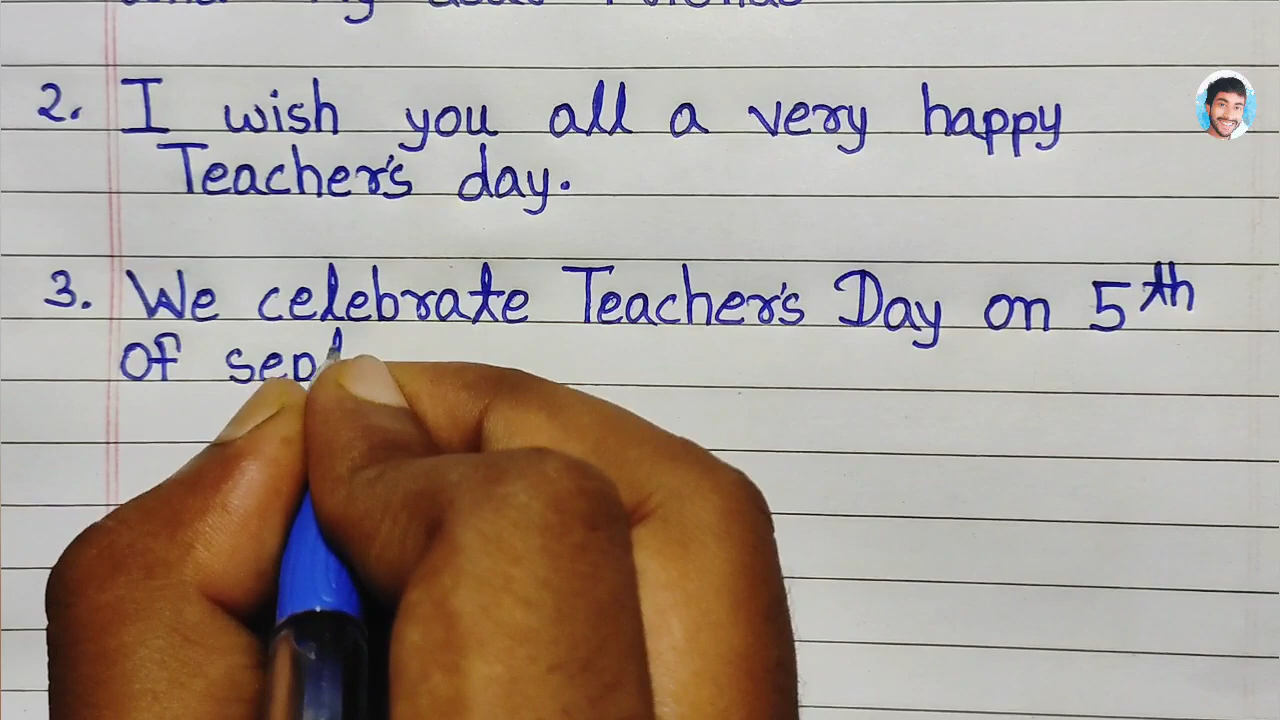 2. I wish you all a very happy
Teacher's day.
3. We celebrate Teacher's Day on 5th
of sep